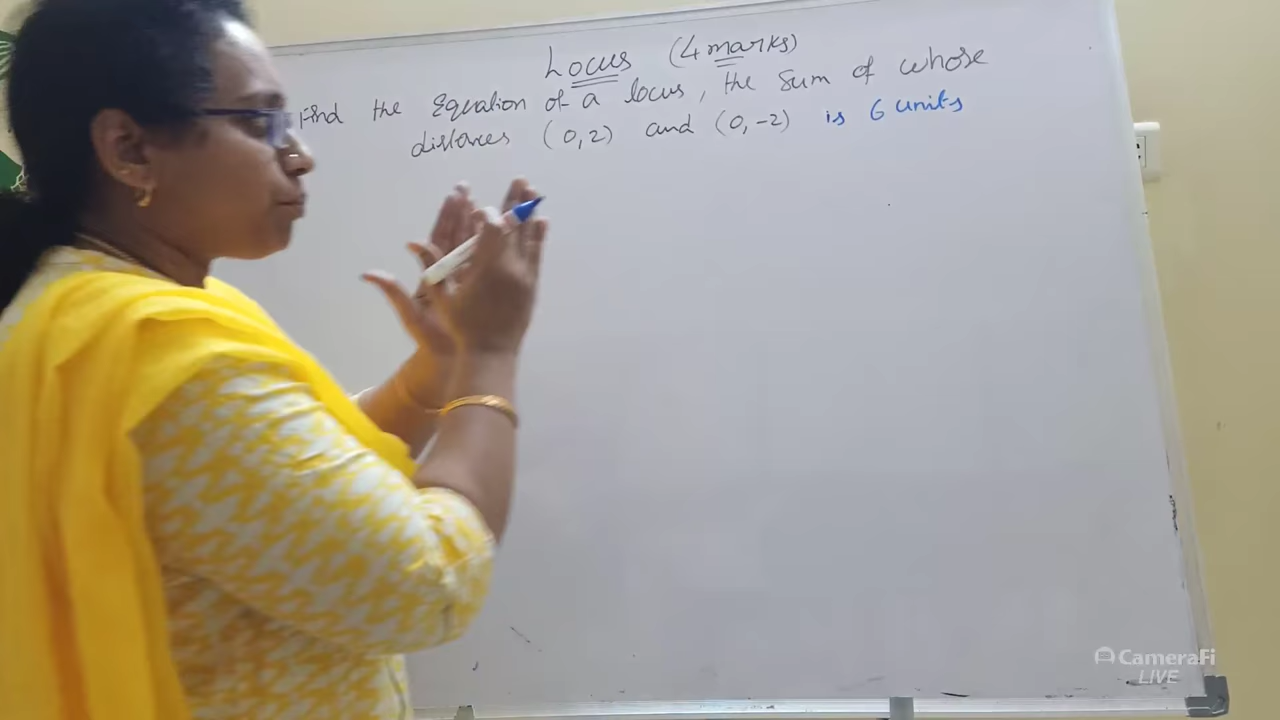 Locus (4 marks)
Find the Equation of a locus, the sum of whose
distances (0,2) and (0,-2) is 6 units
CameraFi
LIVE